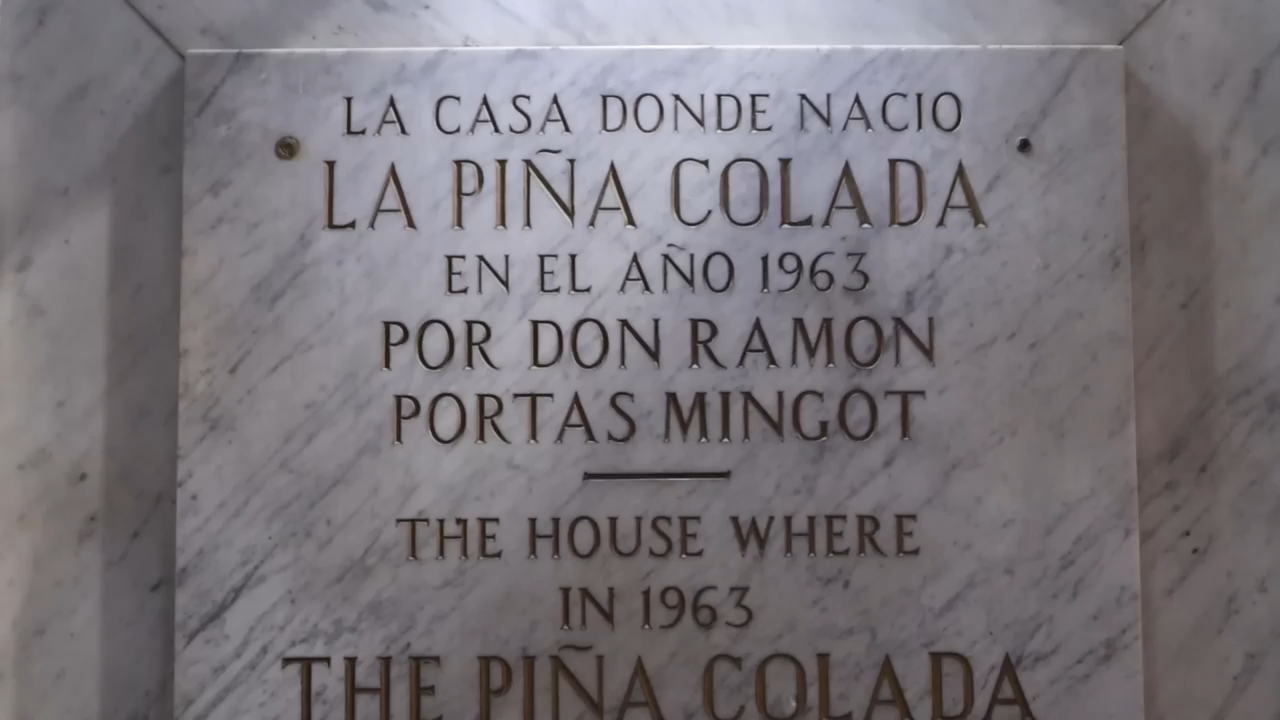 LA CASA DONDE NACIO
LA PIÑA COLADA
EN EL AÑO 1963
POR DON RAMON
PORTAS MINGOT
THE HOUSE WHERE
IN 1963
THE PIÑA COLADA